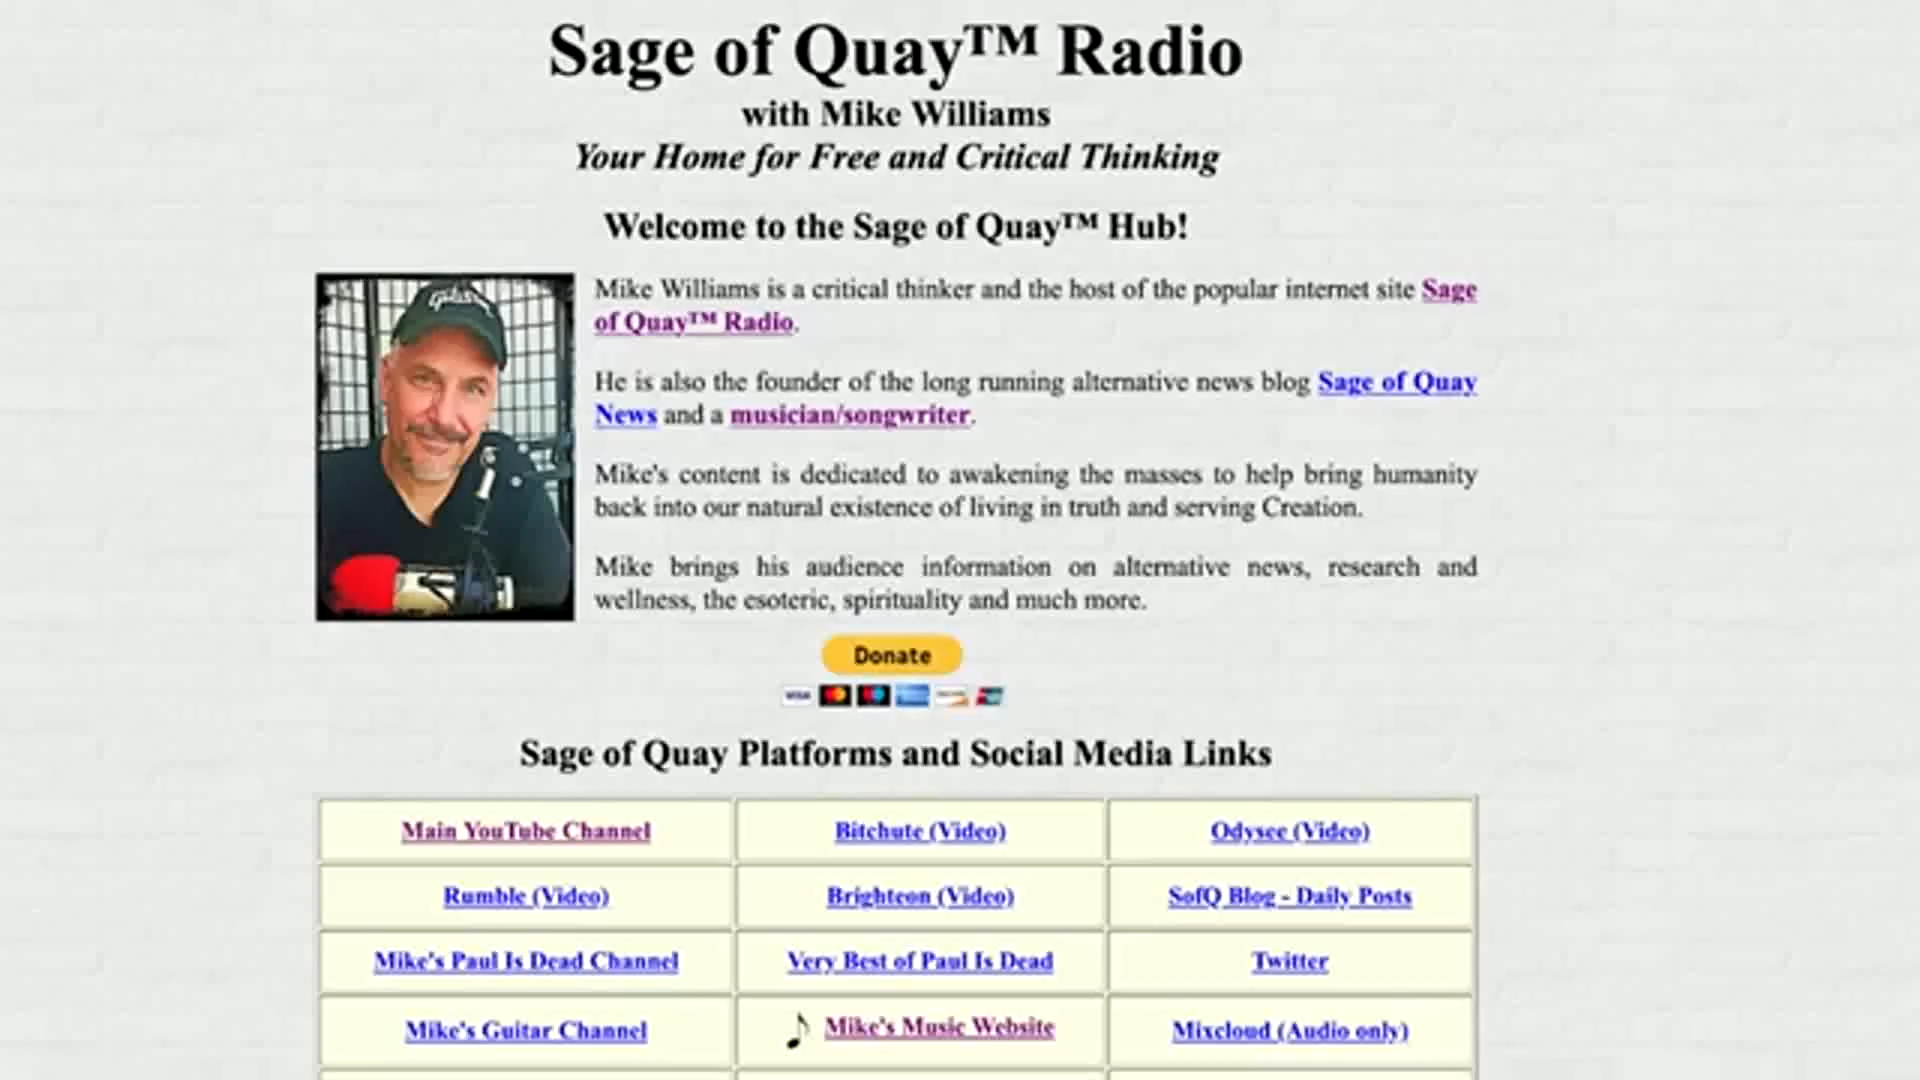 Sage of Quay™ Radio
with Mike Williams
Your Home for Free and Critical Thinking
Welcome to the Sage of Quay™ Hub!
Mike Williams is a critical thinker and the host of the popular internet site Sage
of Quay™ Radio.
He is also the founder of the long running alternative news blog Sage of Quay
News and a musician/songwriter.
Mike's content is dedicated to awakening the masses to help bring humanity
back into our natural existence of living in truth and serving Creation.
Mike brings his audience information on alternative news, research and
wellness, the esoteric, spirituality and much more.
Donate
VISA
Sage of Quay Platforms and Social Media Links
Main YouTube Channel
Bitchute (Video)
Odysee (Video)
Rumble (Video)
Brighteon (Video)
SofQ Blog - Daily Posts
Mike's Paul Is Dead Channel
Very Best of Paul Is Dead
Twitter
Mike's Guitar Channel
Mike's Music Website
Mixcloud (Audio only)